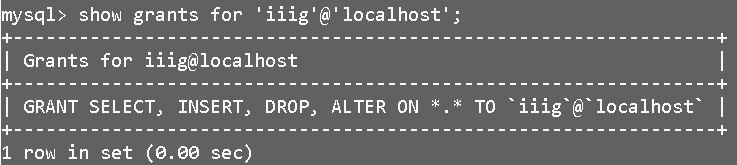 mysql> show grants for 'iiig'@'localhost';
+-----------------------------------------------------------------+
| Grants for iiig@localhost                                       |
+-----------------------------------------------------------------+
| GRANT SELECT, INSERT, DROP, ALTER ON *.* TO `iiig`@`localhost` |
+-----------------------------------------------------------------+
1 row in set (0.00 sec)